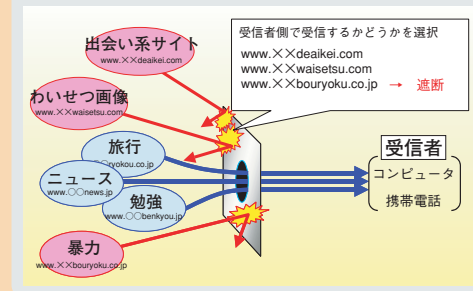 出会い系サイト
www.××deaikei.com
わいせつ画像
www.××waisetsu.com
旅行
○ryokou.co.jp
ニュース
www.○○news.jp
勉強
www.○○benkyou.jp
暴力
www.××bouryoku.co.jp
受信者側で受信するかどうかを選択
www.××deaikei.com
www.××waisetsu.com
www.××bouryoku.co.jp → 遮断
受信者
コンピュータ
携帯電話